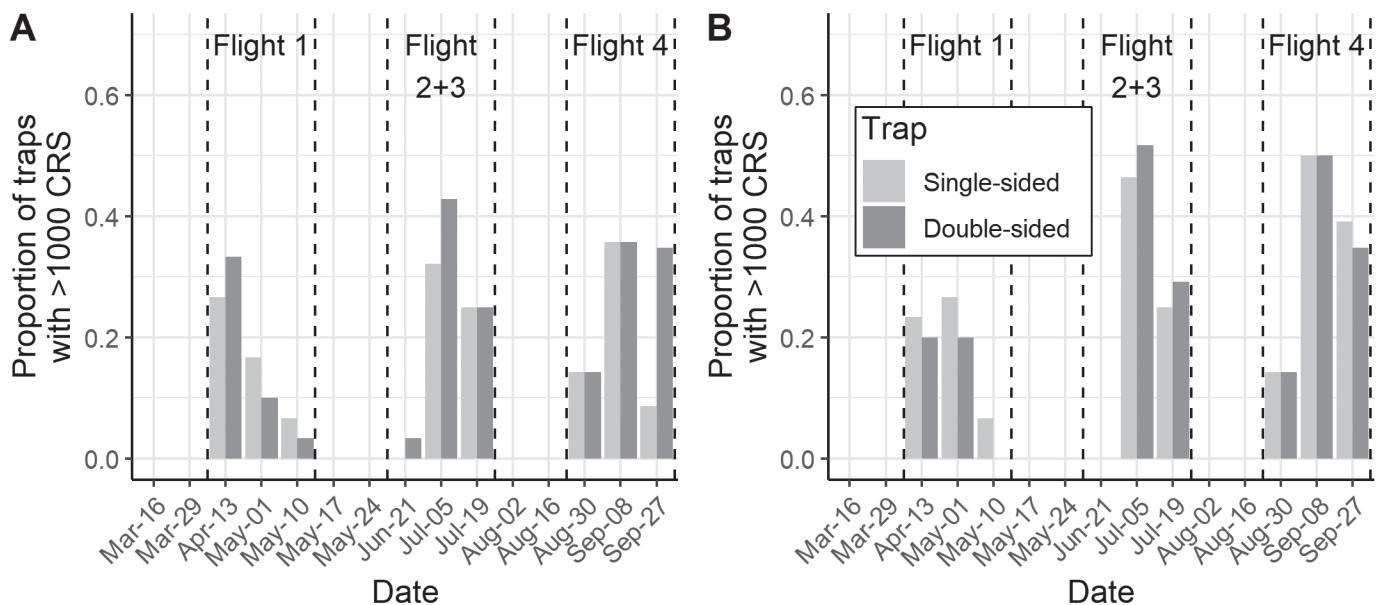 A
Flight 1
Flight
2+3
Flight 4
Proportion of traps
with >1000 CRS
0.6
0.4
0.2
0.0
Mar-16
Mar-29
Apr-13
May-01
May-10
May-17
May-24
Jun-21
Jul-05
Jul-19
Aug-02
Aug-16
Aug-30
Sep-08
Sep-27
Date
B
Flight 1
Flight
2+3
Flight 4
Proportion of traps
with >1000 CRS
0.6
0.4
0.2
0.0
Trap
Single-sided
Double-sided
Mar-16
Mar-29
Apr-13
May-01
May-10
May-17
May-24
Jun-21
Jul-05
Jul-19
Aug-02
Aug-16
Aug-30
Sep-08
Sep-27
Date